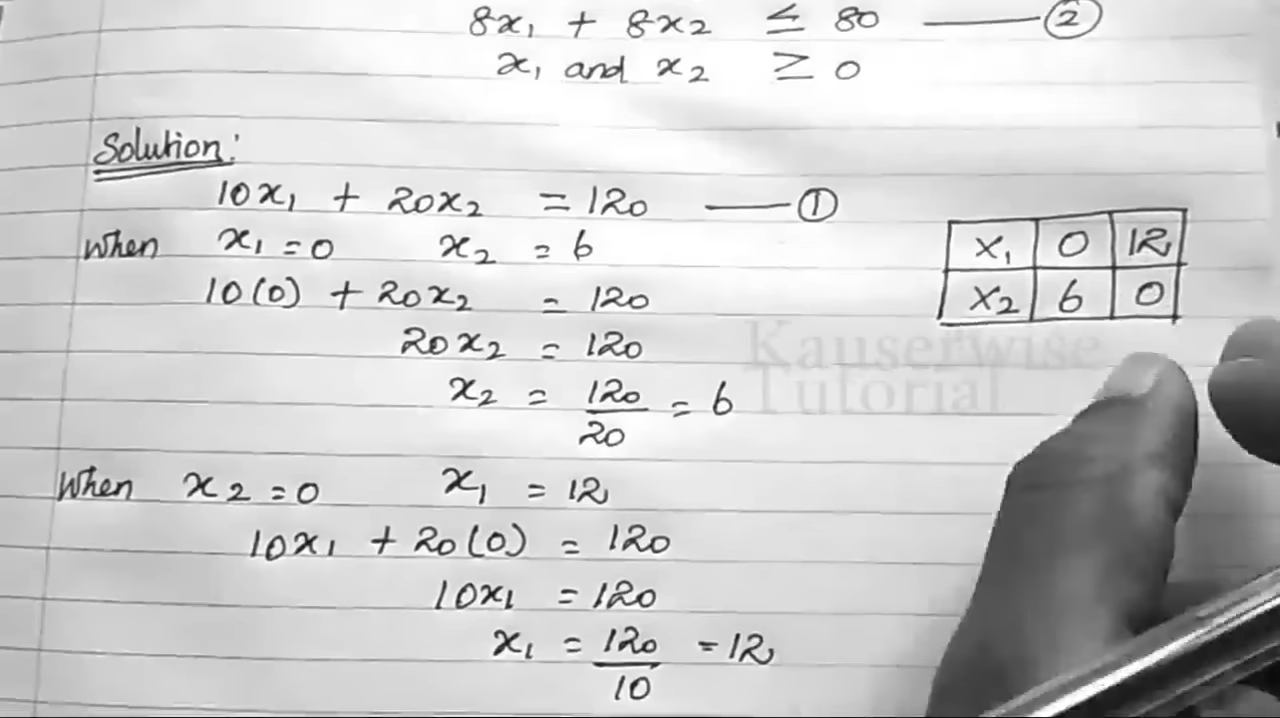 8x₁ + 8x₂ ≤ 80 —— ②
x₁ and x₂ ≥ 0
Solution:
10x₁ + 20x₂ = 120 —— ①
When x₁ = 0 x₂ = 6
10(0) + 20x₂ = 120
20x₂ = 120
x₂ = 120/20 = 6
When x₂ = 0 x₁ = 12
10x₁ + 20(0) = 120
10x₁ = 120
x₁ = 120/10 = 12
x₁ 0 12
x₂ 6 0
Kauserwise
Tutorial